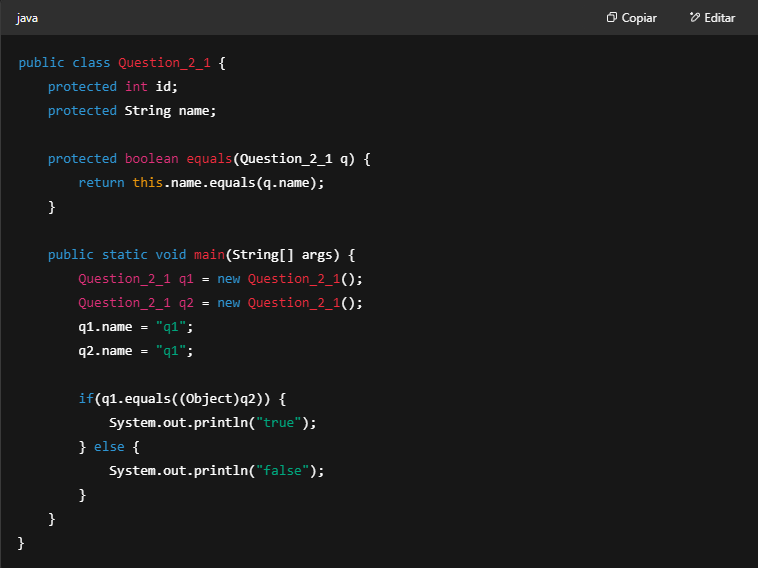 java
Copiar
Editar
public class Question_2_1 {
    protected int id;
    protected String name;

    protected boolean equals(Question_2_1 q) {
        return this.name.equals(q.name);
    }

    public static void main(String[] args) {
        Question_2_1 q1 = new Question_2_1();
        Question_2_1 q2 = new Question_2_1();
        q1.name = "q1";
        q2.name = "q1";

        if(q1.equals((Object)q2)) {
            System.out.println("true");
        } else {
            System.out.println("false");
        }
    }
}